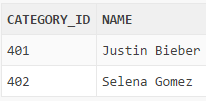 CATEGORY_ID NAME
401 Justin Bieber
402 Selena Gomez